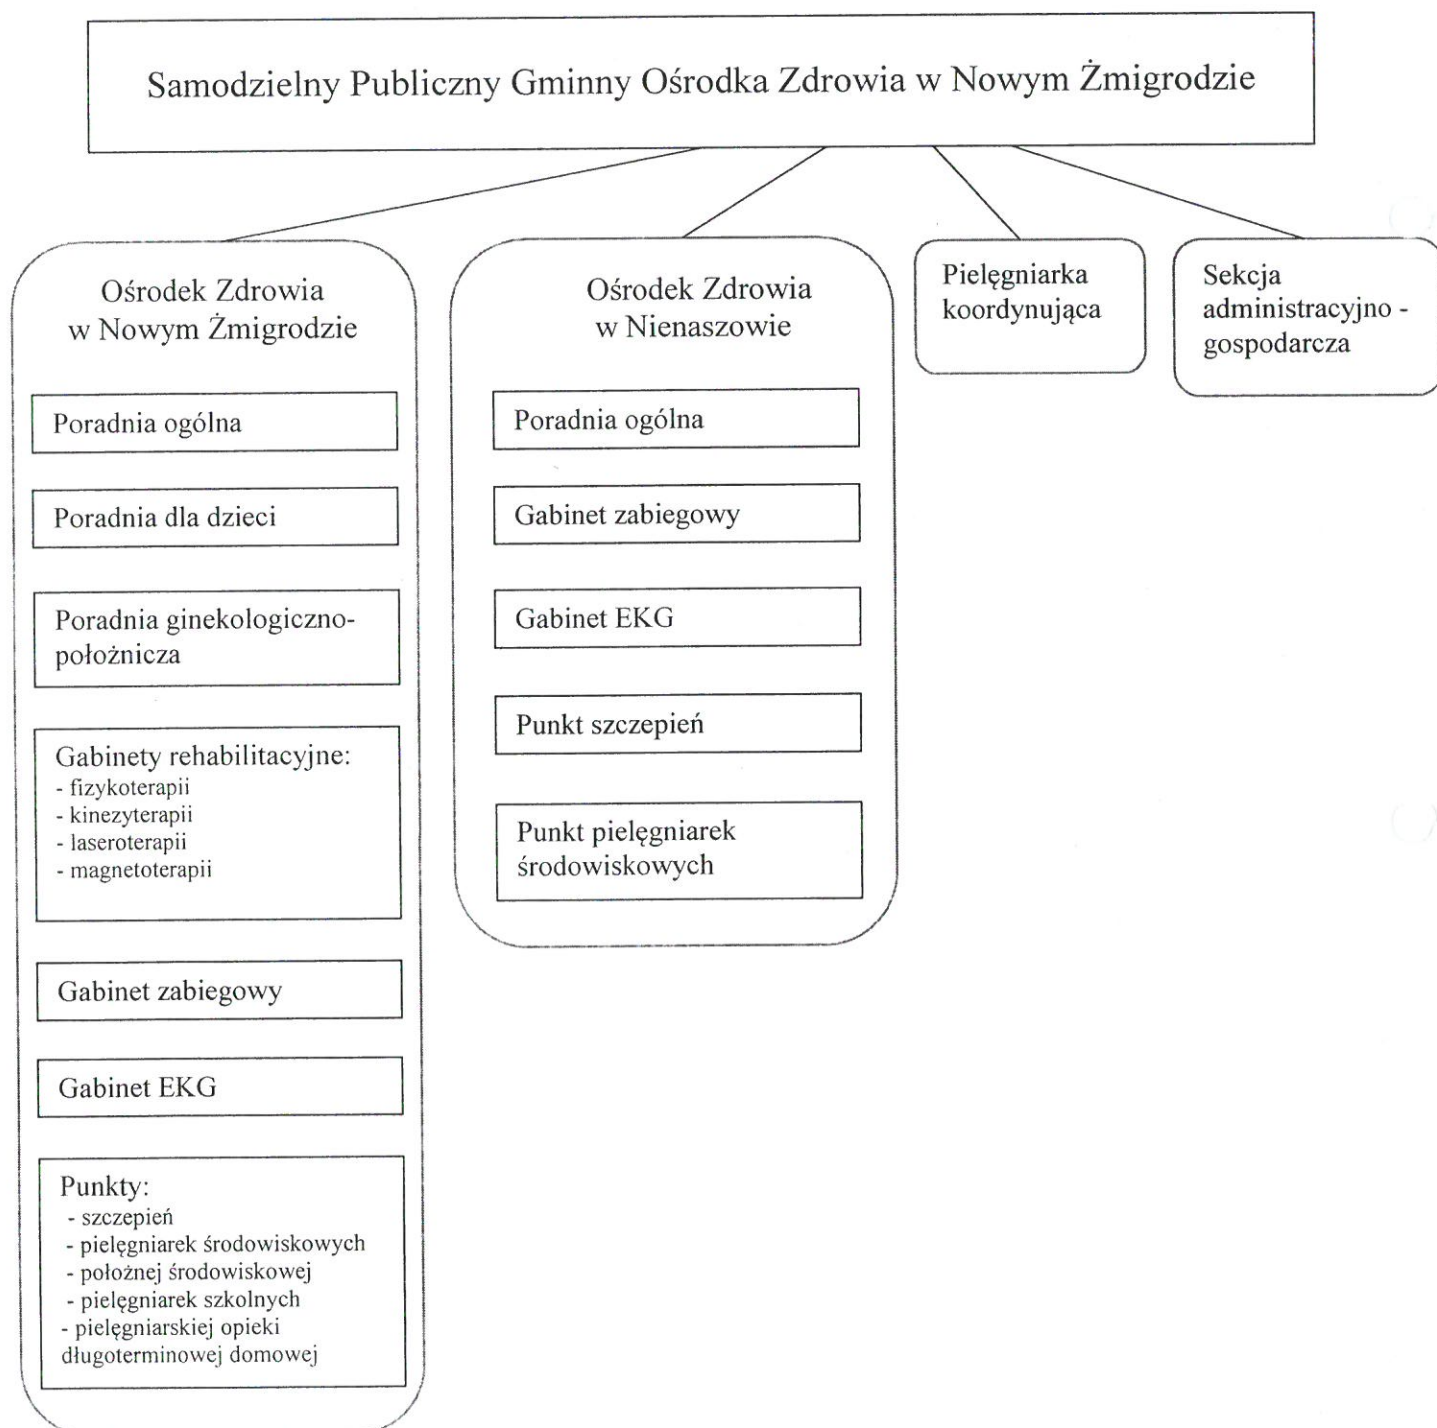 Samodzielny Publiczny Gminny Ośrodka Zdrowia w Nowym Żmigrodzie
Ośrodek Zdrowia
w Nowym Żmigrodzie
Poradnia ogólna
Poradnia dla dzieci
Poradnia ginekologiczno-
położnicza
Gabinety rehabilitacyjne:
- fizykoterapii
- kinezyterapii
- laseroterapii
- magnetoterapii
Gabinet zabiegowy
Gabinet EKG
Punkty:
- szczepień
- pielęgniarek środowiskowych
- położnej środowiskowej
- pielęgniarek szkolnych
- pielęgniarskiej opieki
długoterminowej domowej
Ośrodek Zdrowia
w Nienaszowie
Poradnia ogólna
Gabinet zabiegowy
Gabinet EKG
Punkt szczepień
Punkt pielęgniarek
środowiskowych
Pielęgniarka
koordynująca
Sekcja
administracyjno -
gospodarcza